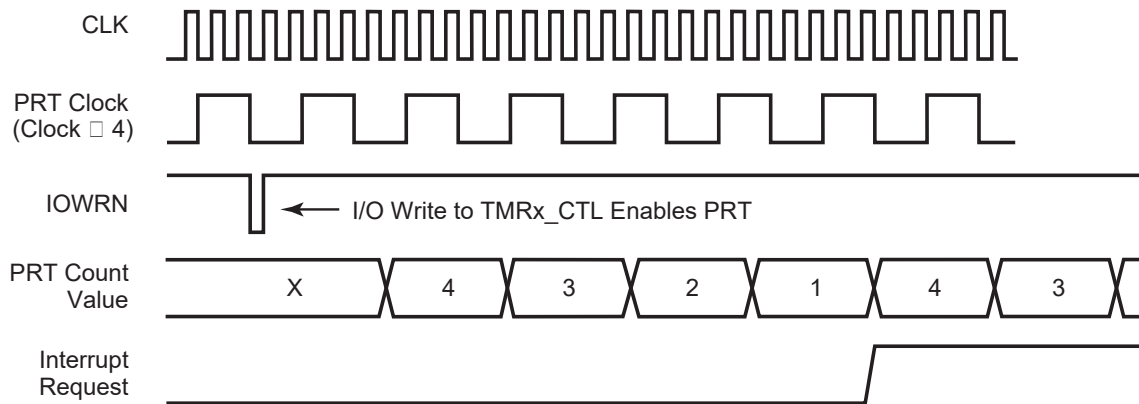 CLK
PRT Clock
(Clock □ 4)
IOWRN
I/O Write to TMRx_CTL Enables PRT
PRT Count
Value
X 4 3 2 1 4 3
Interrupt
Request